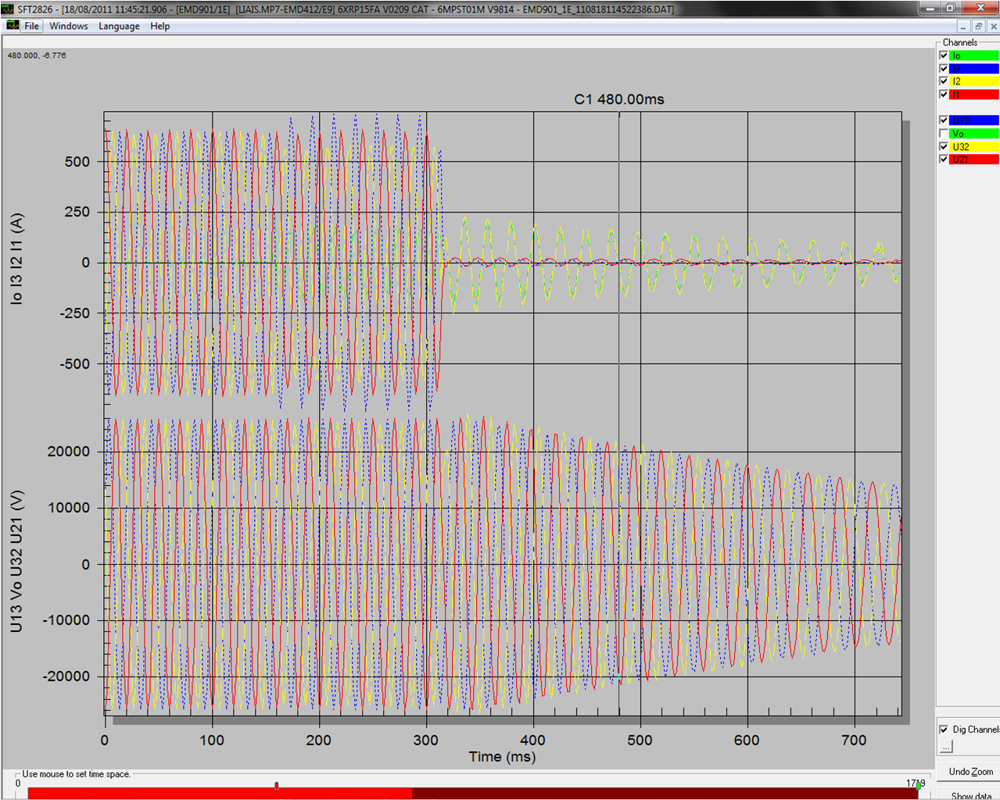 SFT2826 - [18/08/2011 11:45:21.906 - [EMD901/1E] [LIAIS.MP7-EMD412/E9] 6XRP15FA V0209 CAT - 6MPST01M V9814 - EMD901_1E_110818114522386.DAT]
File Windows Language Help
480.000, -6.776
Channels
Io
I3
I2
I1
U13
Vo
U32
U21
C1 480.00ms
Io I3 I2 I1 (A)
500
250
0
-250
-500
U13 Vo U32 U21 (V)
20000
10000
0
-10000
-20000
0 100 200 300 400 500 600 700
Time (ms)
Dig Channels
...
Undo Zoom
Show data
Use mouse to set time space.
0 1719